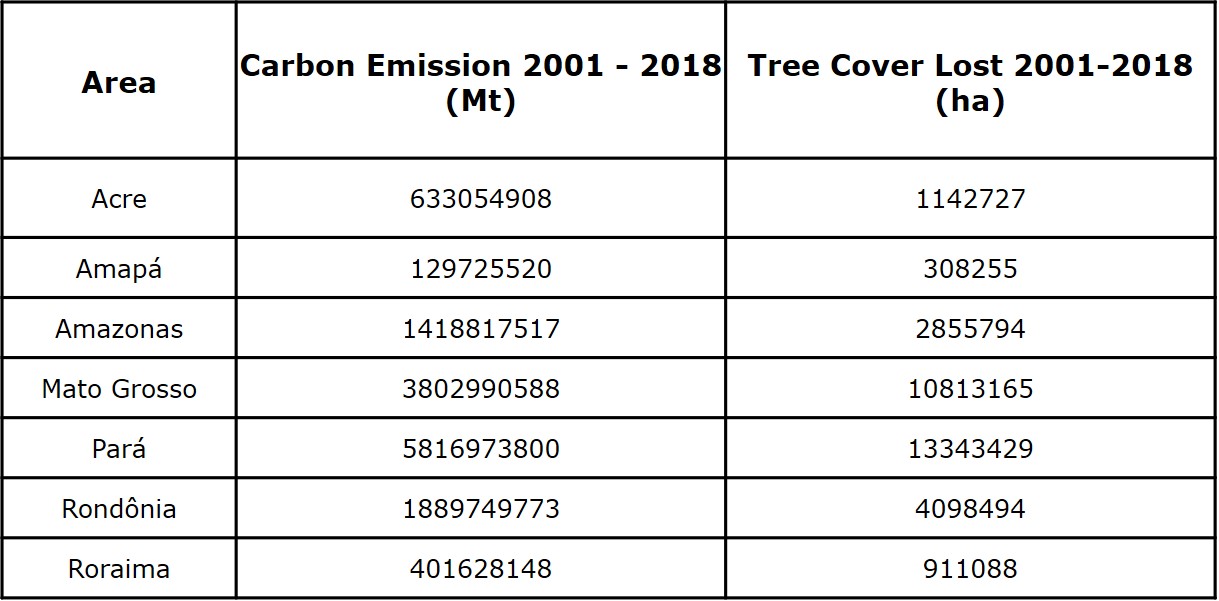 Area
Carbon Emission 2001 - 2018
(Mt)
Tree Cover Lost 2001-2018
(ha)
Acre 633054908 1142727
Amapá 129725520 308255
Amazonas 1418817517 2855794
Mato Grosso 3802990588 10813165
Pará 5816973800 13343429
Rondônia 1889749773 4098494
Roraima 401628148 911088